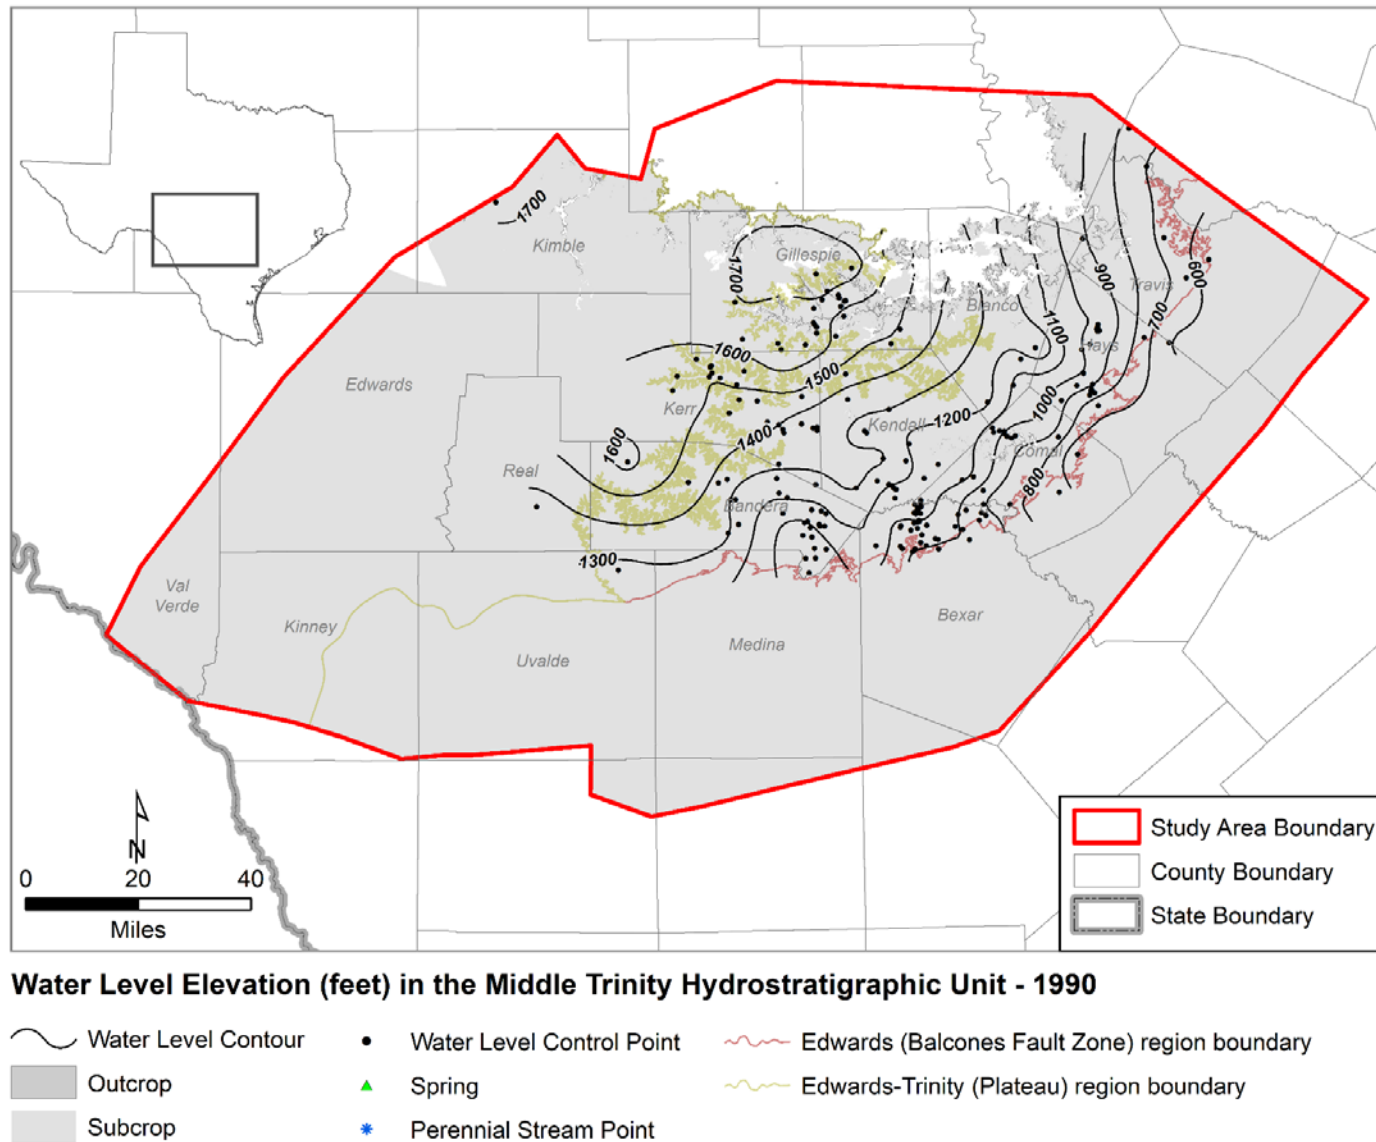 1700
Kimble
Gillespie
1700
900
600
Travis
Blanco
700
1100
Hays
1600
1500
Edwards
Kerr
1000
1200
Kendall
1400
1600
Comal
Real
800
Bandera
1300
Val
Verde
Kinney
Bexar
Medina
Uvalde
N
0 20 40
Miles
Study Area Boundary
County Boundary
State Boundary
Water Level Elevation (feet) in the Middle Trinity Hydrostratigraphic Unit - 1990
Water Level Contour
Water Level Control Point
Edwards (Balcones Fault Zone) region boundary
Outcrop
Spring
Edwards-Trinity (Plateau) region boundary
Subcrop
Perennial Stream Point